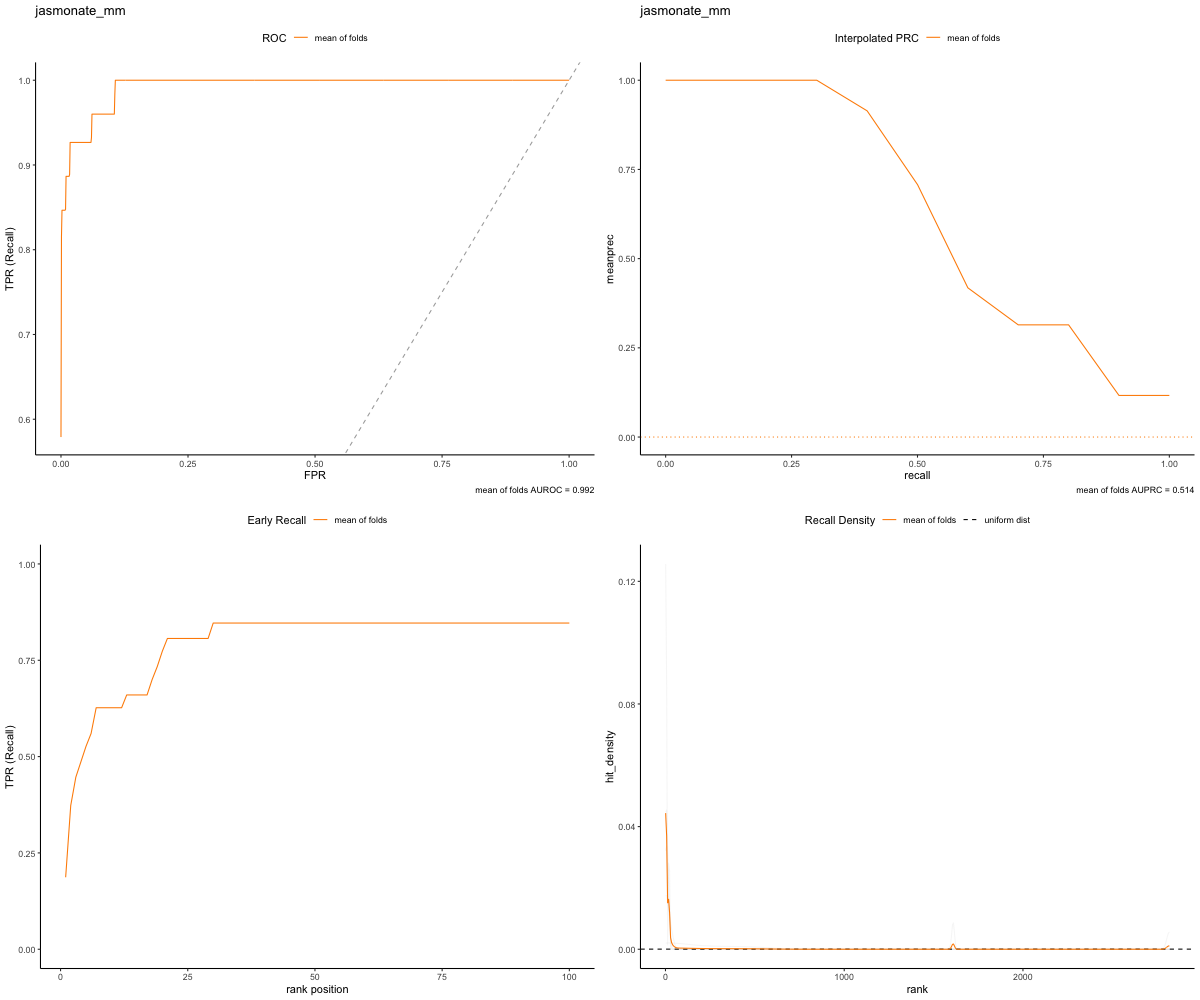 jasmonate_mm
ROC mean of folds
1.0
0.9
0.8
0.7
0.6
TPR (Recall)
0.00 0.25 0.50 0.75 1.00
FPR
mean of folds AUROC = 0.992
jasmonate_mm
Interpolated PRC mean of folds
1.00
0.75
0.50
0.25
0.00
meanprec
0.00 0.25 0.50 0.75 1.00
recall
mean of folds AUPRC = 0.514
Early Recall mean of folds
1.00
0.75
0.50
0.25
0.00
TPR (Recall)
0 25 50 75 100
rank position
Recall Density mean of folds uniform dist
0.12
0.08
0.04
0.00
hit_density
0 1000 2000
rank